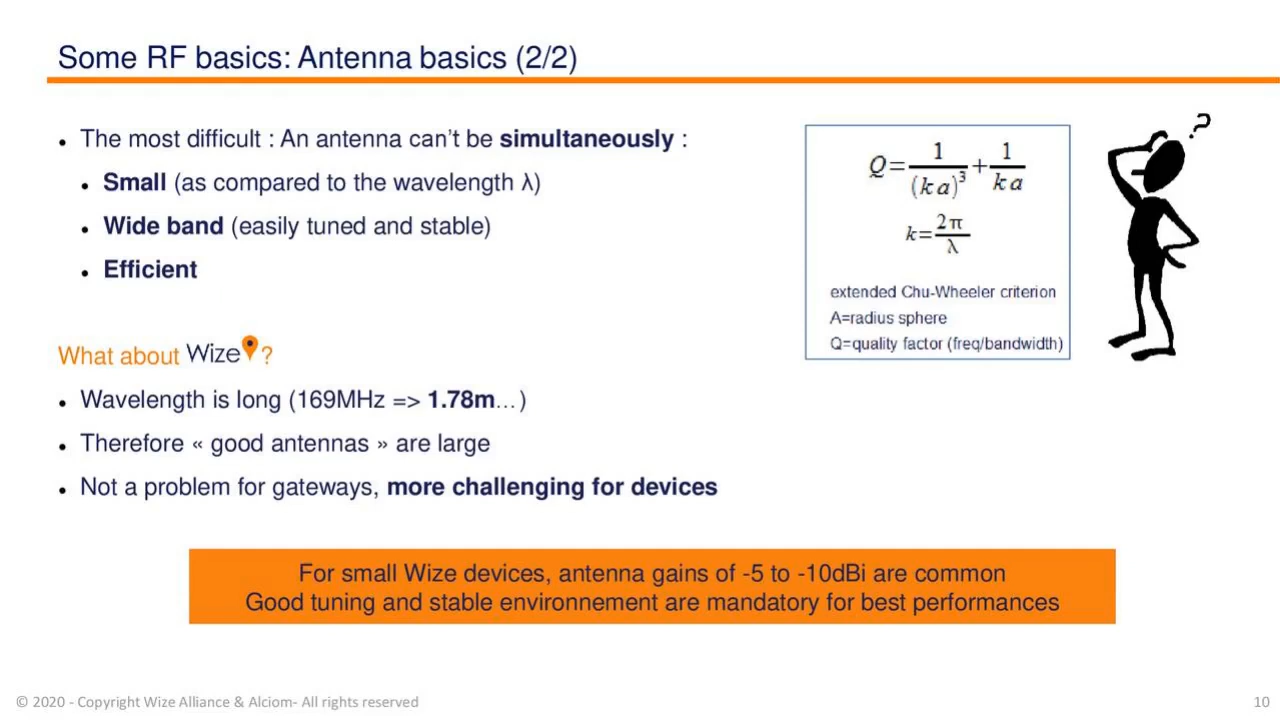 Some RF basics: Antenna basics (2/2)
• The most difficult : An antenna can't be simultaneously :
• Small (as compared to the wavelength λ)
• Wide band (easily tuned and stable)
• Efficient
Q=1/(ka)³+1/ka
k=2π/λ
extended Chu-Wheeler criterion
A=radius sphere
Q=quality factor (freq/bandwidth)
?
What about Wize ?
• Wavelength is long (169MHz => 1.78m…)
• Therefore « good antennas » are large
• Not a problem for gateways, more challenging for devices
For small Wize devices, antenna gains of -5 to -10dBi are common
Good tuning and stable environnement are mandatory for best performances
© 2020 - Copyright Wize Alliance & Alciom- All rights reserved
10